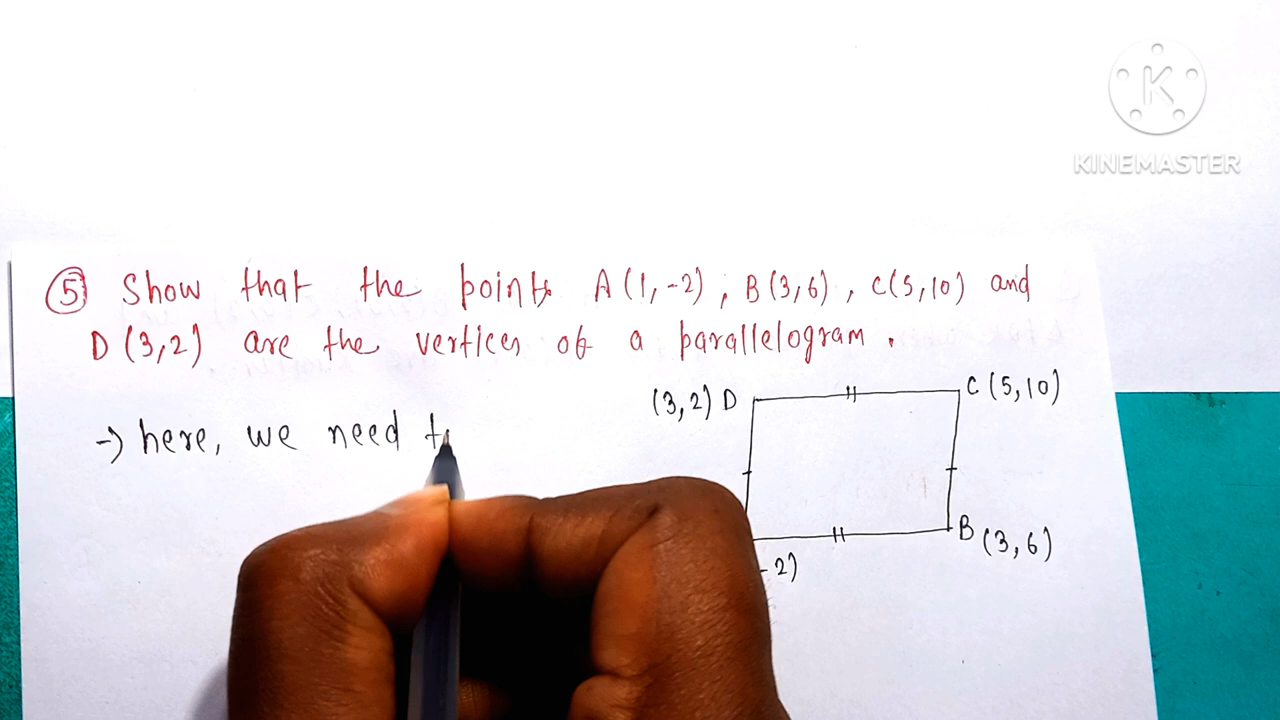 K
KINEMASTER
⑤ Show that the points A(1,-2), B(3,6), C(5,10) and
D(3,2) are the vertices of a parallelogram.
(3,2) D
C(5,10)
→ here, we need
B (3,6)
-2)